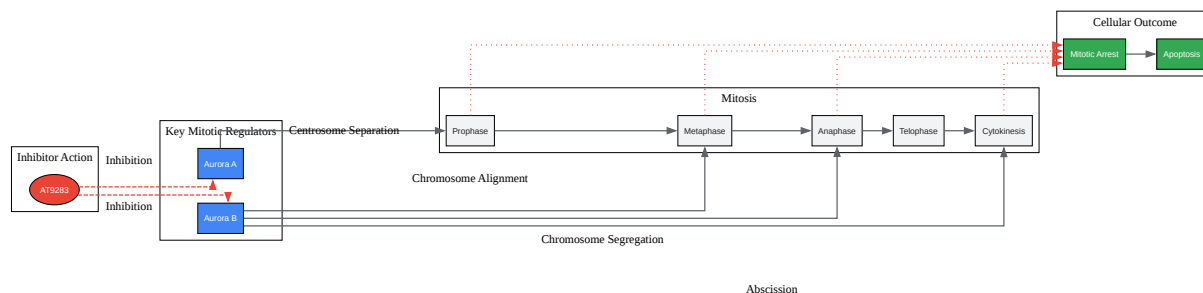 Cellular Outcome
Mitotic Arrest
Apoptosis
Mitosis
Key Mitotic Regulators
Centrosome Separation
Prophase
Metaphase
Anaphase
Telophase
Cytokinesis
Inhibitor Action
Inhibition
Aurora A
AT9283
Chromosome Alignment
Inhibition
Aurora B
Chromosome Segregation
Abscission